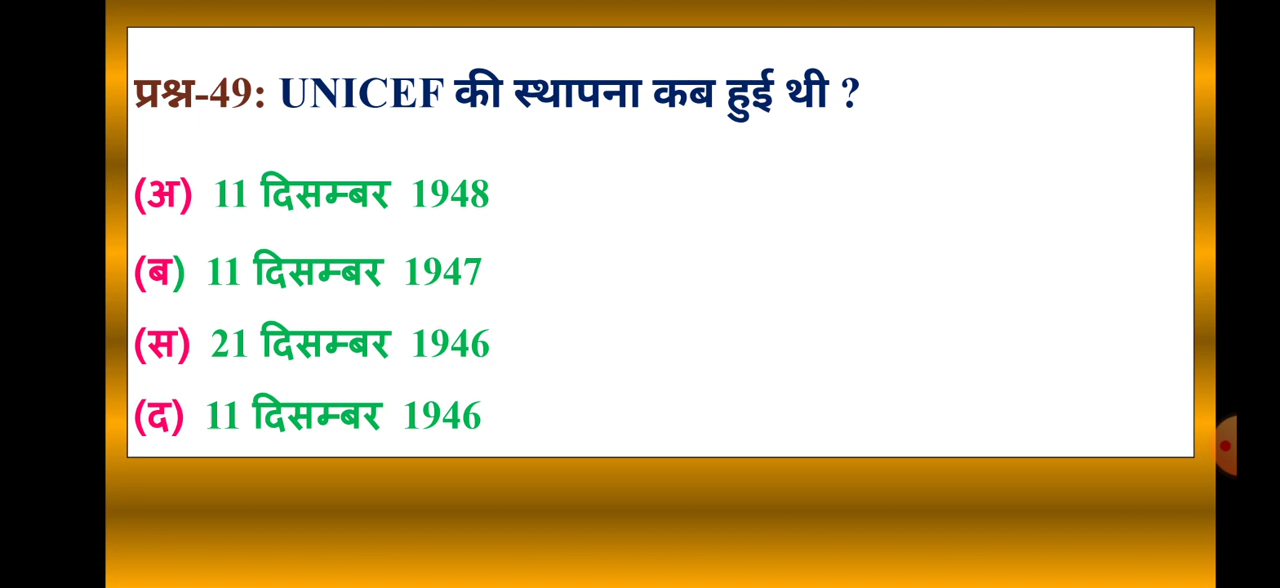 प्रश्न-49: UNICEF की स्थापना कब हुई थी ?
(अ) 11 दिसम्बर 1948
(ब) 11 दिसम्बर 1947
(स) 21 दिसम्बर 1946
(द) 11 दिसम्बर 1946